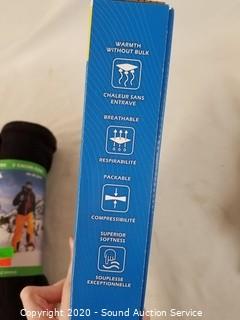 WARMTH
WITHOUT BULK
CHALEUR SANS
ENTRAVE
BREATHABLE
RESPIRABILITÉ
PACKABLE
COMPRESSIBILITÉ
SUPERIOR
SOFTNESS
SOUPLESSE
EXCEPTIONNELLE
Copyright 2020 - Sound Auction Service